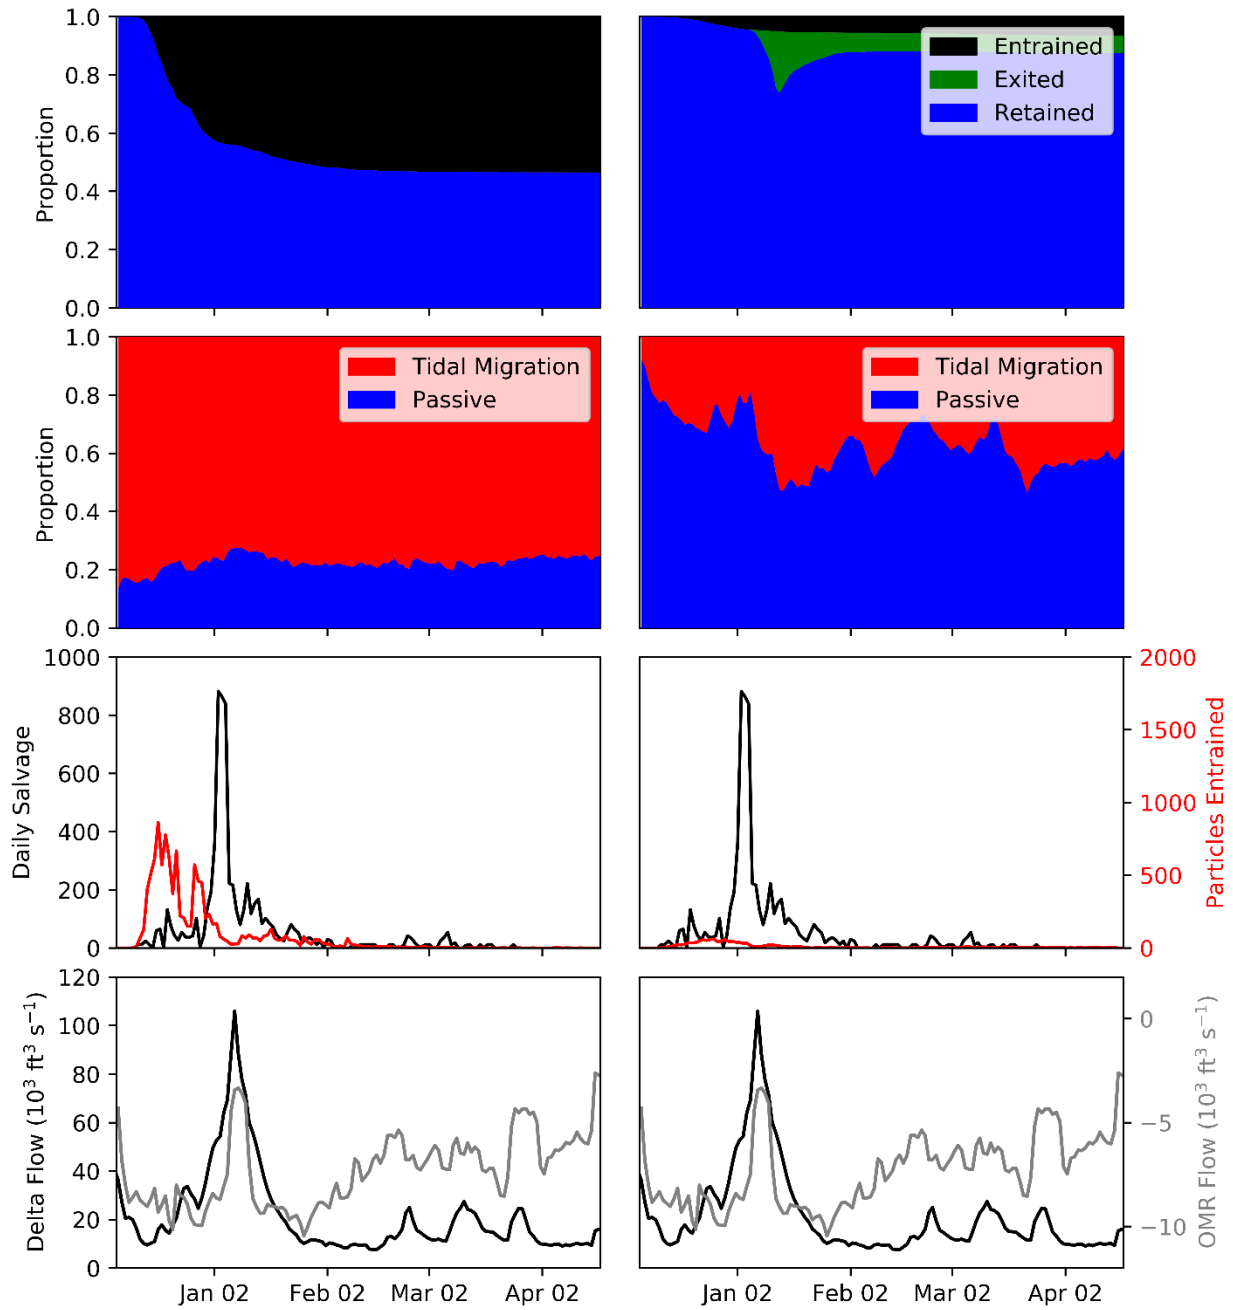 1.0
0.8
0.6
0.4
0.2
0.0
Proportion
Entrained
Exited
Retained
1.0
0.8
0.6
0.4
0.2
0.0
Proportion
Tidal Migration
Passive
Tidal Migration
Passive
1000
800
600
400
200
0
Daily Salvage
2000
1500
1000
500
0
Particles Entrained
120
100
80
60
40
20
0
Delta Flow (10³ ft³ s⁻¹)
0
−5
−10
OMR Flow (10³ ft³ s⁻¹)
Jan 02 Feb 02 Mar 02 Apr 02
Jan 02 Feb 02 Mar 02 Apr 02